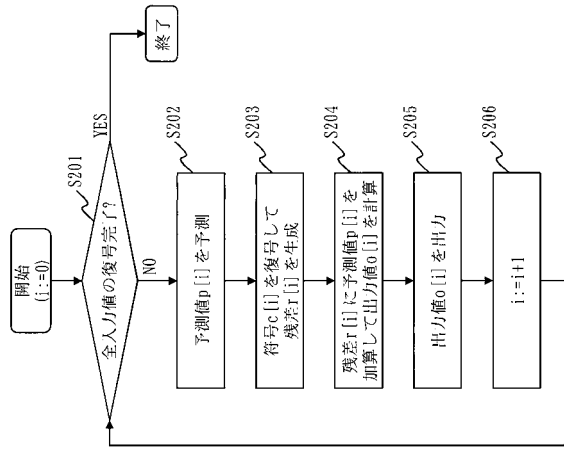 開始
(i:=0)
S201
全入力値の復号完了?
YES
終了
NO
S202
予測値p[i]を予測
S203
符号c[i]を復号して
残差r[i]を生成
S204
残差r[i]に予測値p[i]を
加算して出力値o[i]を計算
S205
出力値o[i]を出力
S206
i:=i+1